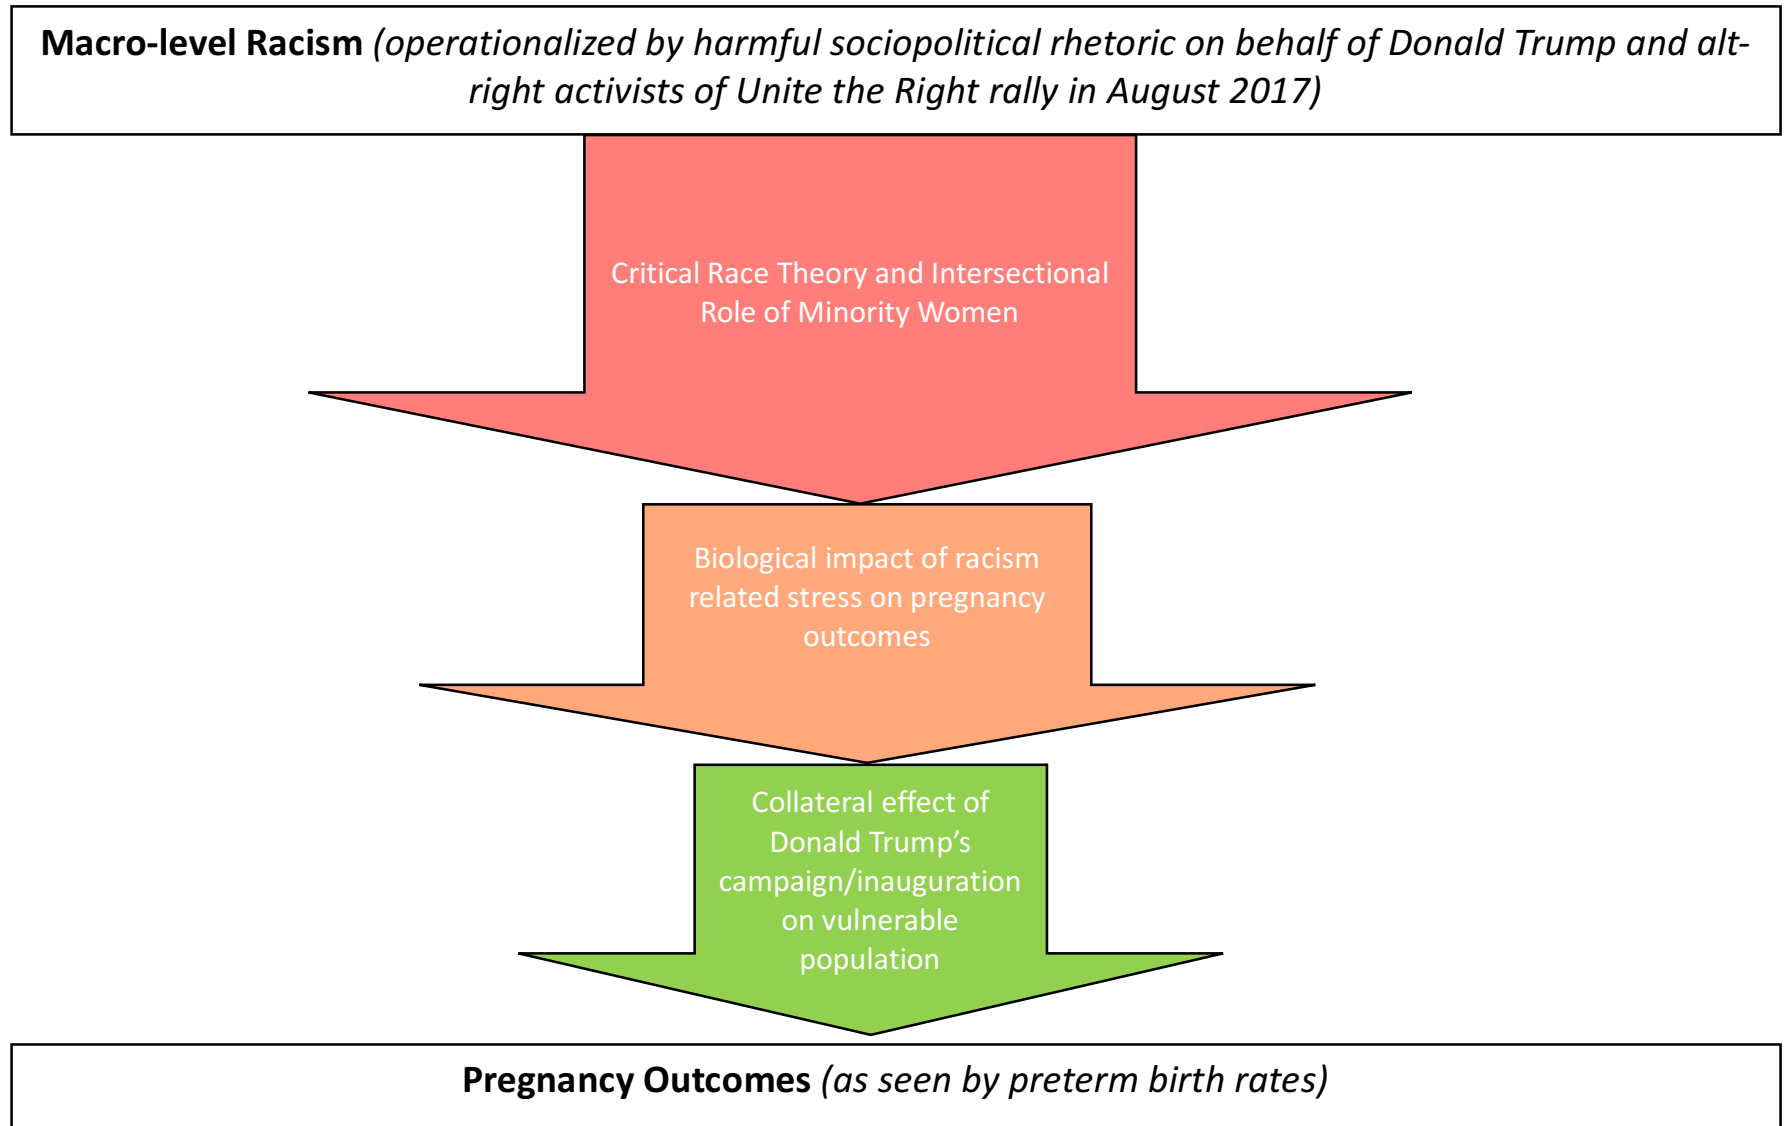 Macro-level Racism (operationalized by harmful sociopolitical rhetoric on behalf of Donald Trump and alt-
right activists of Unite the Right rally in August 2017)
Critical Race Theory and Intersectional
Role of Minority Women
Biological impact of racism
related stress on pregnancy
outcomes
Collateral effect of
Donald Trump’s
campaign/inauguration
on vulnerable
population
Pregnancy Outcomes (as seen by preterm birth rates)